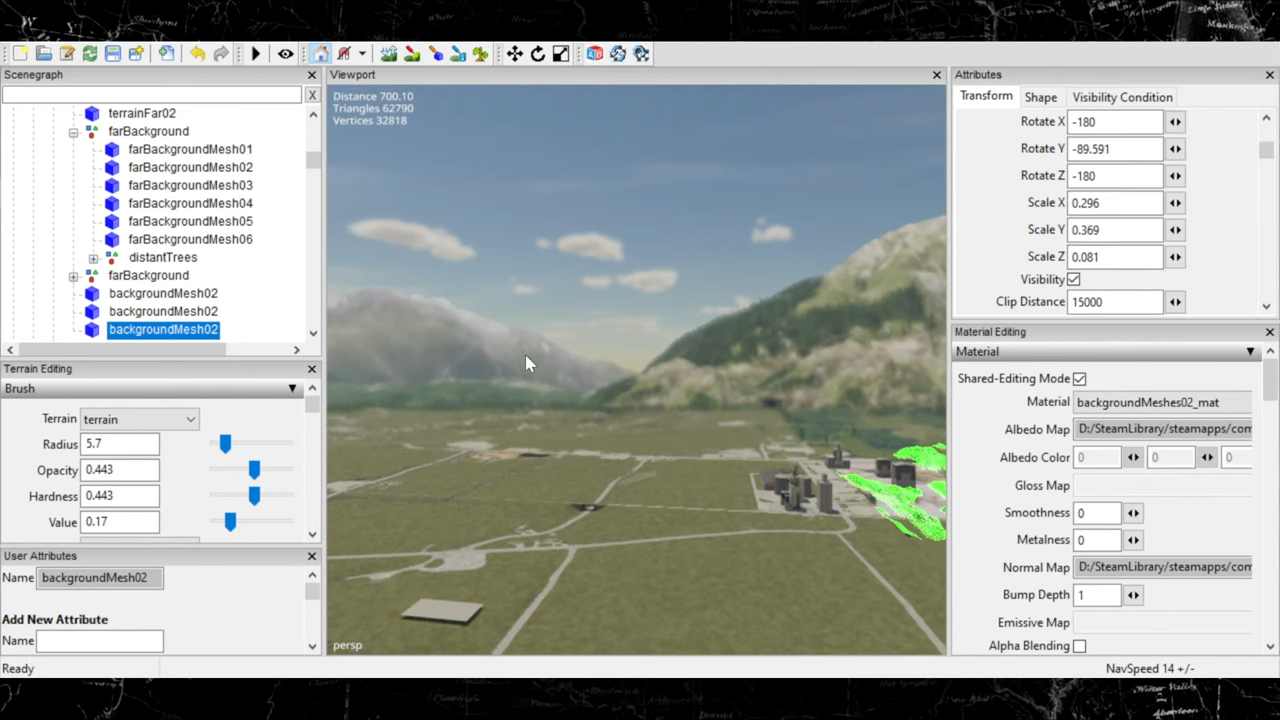 Scenegraph
X
terrainFar02
farBackground
farBackgroundMesh01
farBackgroundMesh02
farBackgroundMesh03
farBackgroundMesh04
farBackgroundMesh05
farBackgroundMesh06
distantTrees
farBackground
backgroundMesh02
backgroundMesh02
backgroundMesh02
Terrain Editing
Brush
Terrain terrain
Radius 5.7
Opacity 0.443
Hardness 0.443
Value 0.17
User Attributes
Name backgroundMesh02
Add New Attribute
Name
Ready
Viewport
Distance 700.10
Triangles 62790
Vertices 32818
persp
Attributes
Transform Shape Visibility Condition
Rotate X -180
Rotate Y -89.591
Rotate Z -180
Scale X 0.296
Scale Y 0.369
Scale Z 0.081
Visibility
Clip Distance 15000
Material Editing
Material
Shared-Editing Mode
Material backgroundMeshes02_mat
Albedo Map D:/SteamLibrary/steamapps/com
Albedo Color 0 0 0
Gloss Map
Smoothness 0
Metalness 0
Normal Map D:/SteamLibrary/steamapps/com
Bump Depth 1
Emissive Map
Alpha Blending
NavSpeed 14 +/-